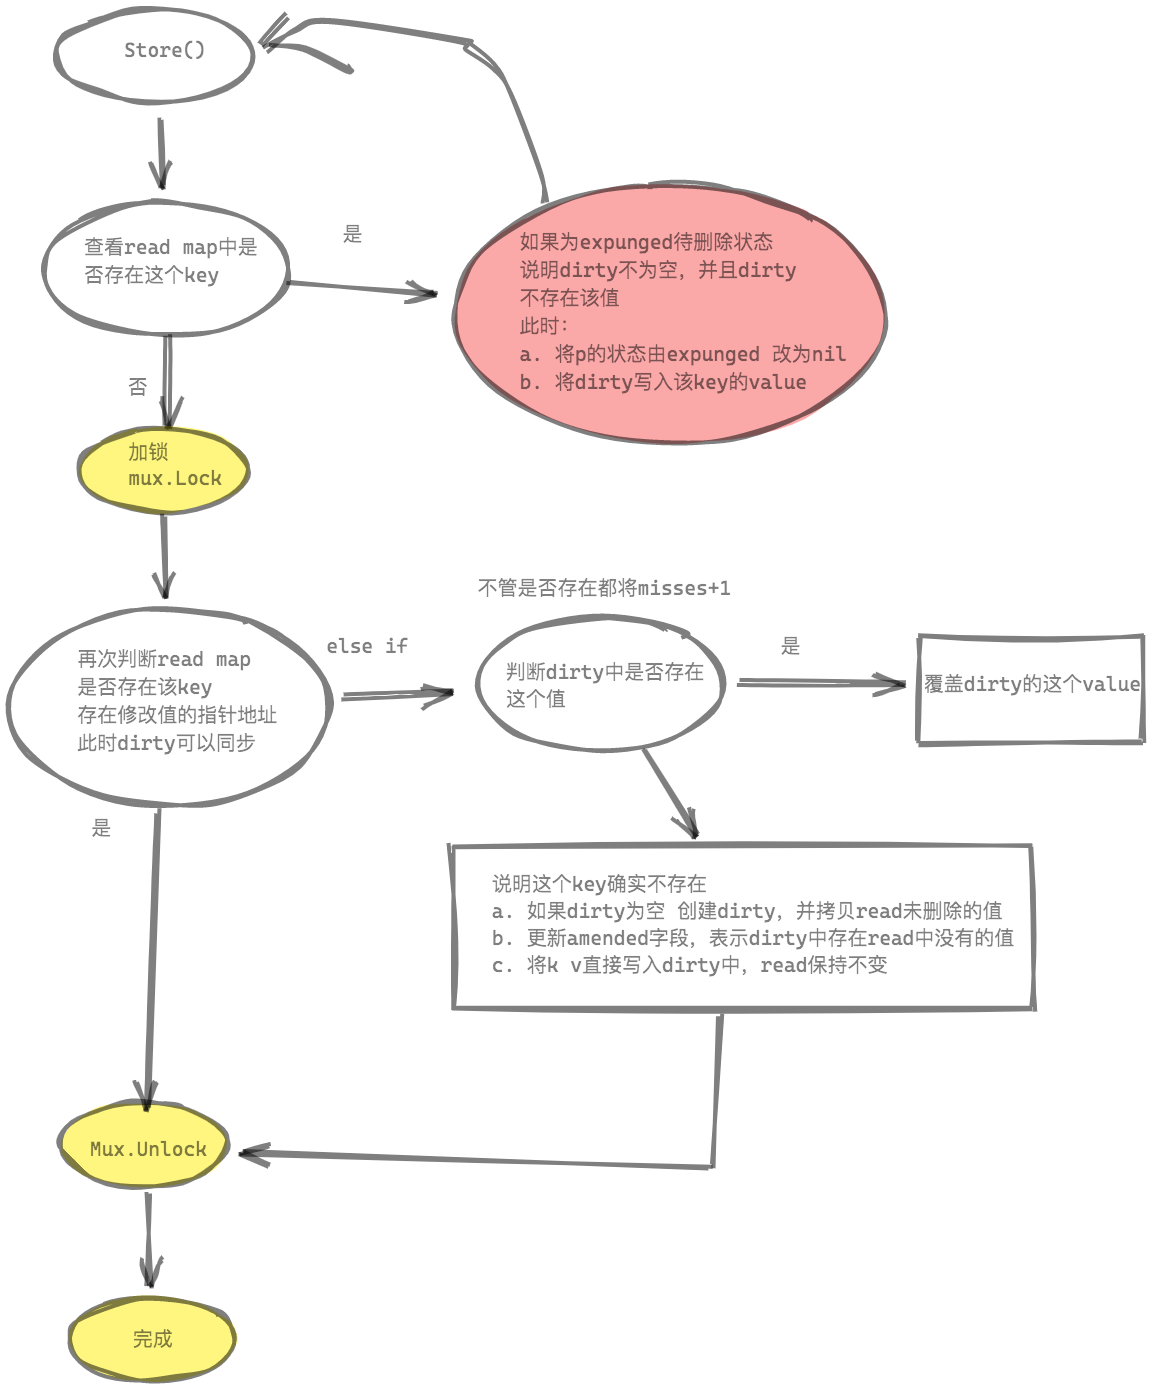 Store()
查看read map中是
否存在这个key
是
如果为expunged待删除状态
说明dirty不为空，并且dirty
不存在该值
此时：
a. 将p的状态由expunged 改为nil
b. 将dirty写入该key的value
否
加锁
mux.Lock
不管是否存在都将misses+1
再次判断read map
是否存在该key
存在修改值的指针地址
此时dirty可以同步
else if
判断dirty中是否存在
这个值
是
覆盖dirty的这个value
是
说明这个key确实不存在
a. 如果dirty为空 创建dirty，并拷贝read未删除的值
b. 更新amended字段，表示dirty中存在read中没有的值
c. 将k v直接写入dirty中，read保持不变
Mux.Unlock
完成